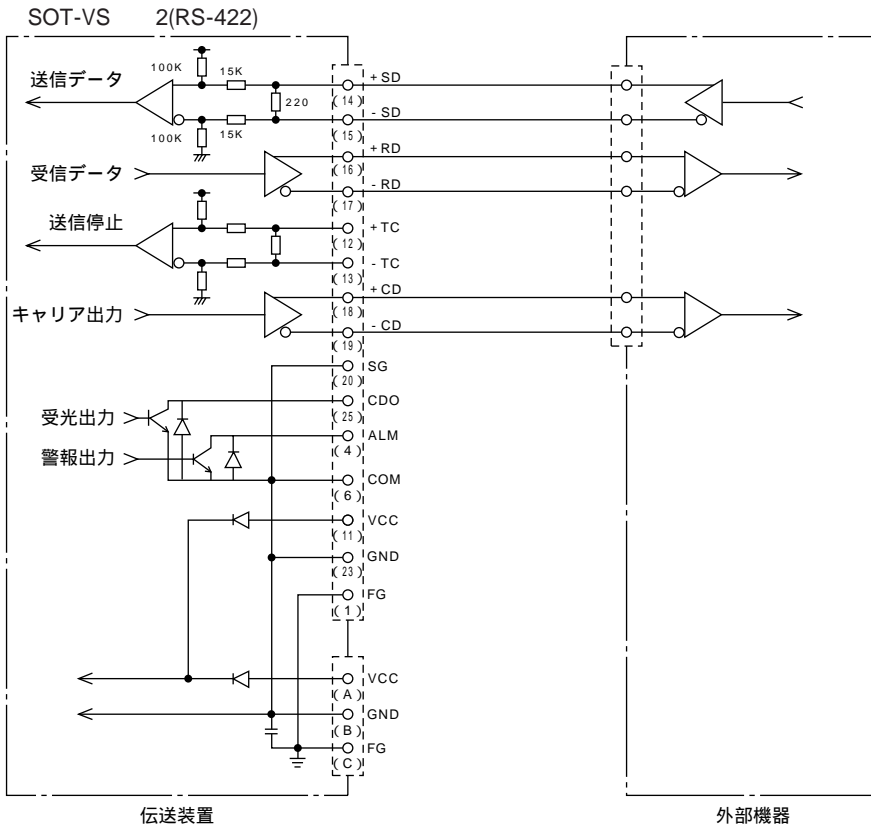 SOT-VS 2(RS-422)
送信データ
100K
15K
220
100K
15K
+SD
(14)
-SD
(15)
受信データ
+RD
(16)
-RD
(17)
送信停止
+TC
(12)
-TC
(13)
キャリア出力
+CD
(18)
-CD
(19)
SG
(20)
受光出力
CDO
(25)
警報出力
ALM
(4)
COM
(6)
VCC
(11)
GND
(23)
FG
(1)
VCC
(A)
GND
(B)
FG
(C)
伝送装置
外部機器